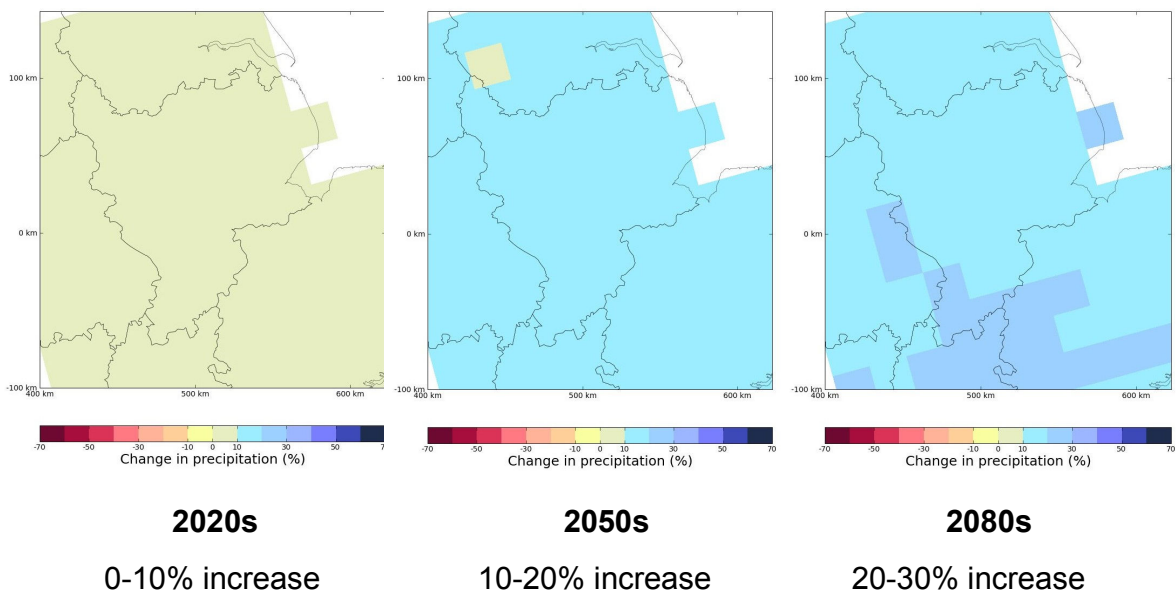 100 km
0 km
-100 km
400 km 500 km 600 km
-70 -50 -30 -10 0 10 30 50 7
Change in precipitation (%)
2020s
0-10% increase
100 km
0 km
-100 km
400 km 500 km 600 km
-70 -50 -30 -10 0 10 30 50 70
Change in precipitation (%)
2050s
10-20% increase
100 km
0 km
-100 km
400 km 500 km 600 km
-70 -50 -30 -10 0 10 30 50 70
Change in precipitation (%)
2080s
20-30% increase